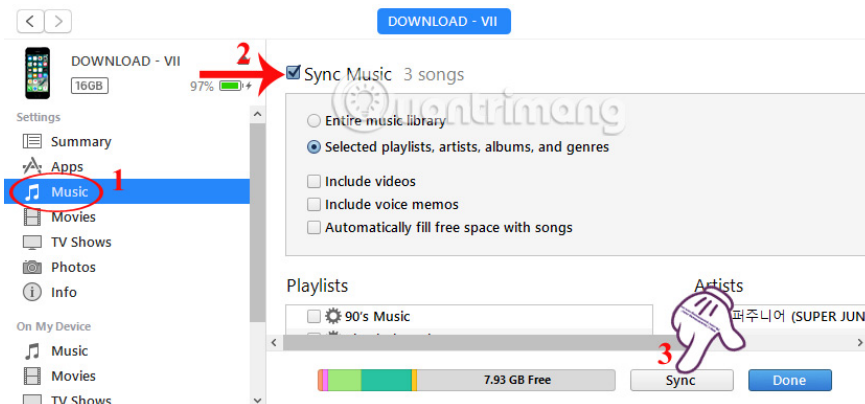 DOWNLOAD - VII
DOWNLOAD - VII
16GB
97%
2
Sync Music 3 songs
Quantrimang
Settings
Summary
Apps
Music
1
Movies
TV Shows
Photos
Info
On My Device
Music
Movies
TV Shows
Entire music library
Selected playlists, artists, albums, and genres
Include videos
Include voice memos
Automatically fill free space with songs
Playlists
Artists
90's Music
퍼주니어 (SUPER JUN
3
7.93 GB Free
Sync
Done